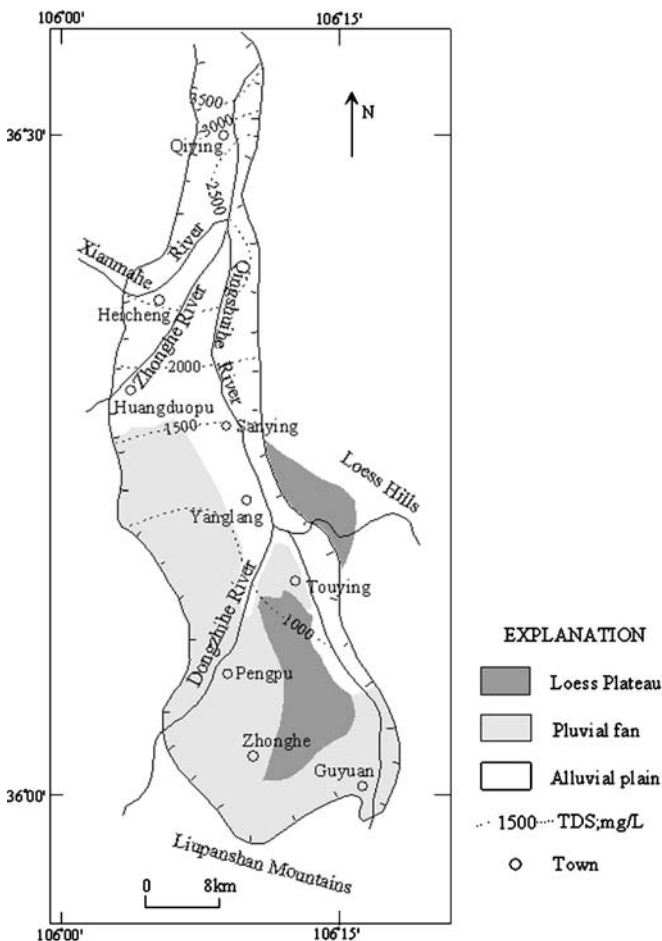 106°00'
106°15'
N
36°30'
3500
3000
Qiying
2500
Xianmahe River
Qingshuihe River
Heicheng
Zhonghe River
2000
Huangduopu
1500
Sanying
Loess Hills
Yanglang
Touying
Dongzhihe River
1000
Pengpu
Zhonghe
Guyuan
36°00'
Liupanshan Mountains
0 8km
106°00'
106°15'
EXPLANATION
Loess Plateau
Pluvial fan
Alluvial plain
1500 TDS;mg/L
Town